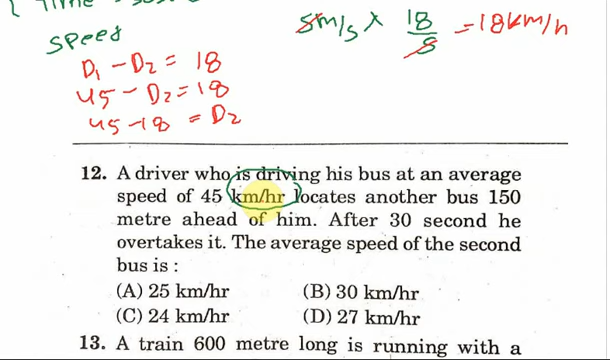 Time =
Speed
5m/s × 18/5 = 18km/h
D1 - D2 = 18
45 - D2 = 18
45 - 18 = D2
12. A driver who is driving his bus at an average
speed of 45 km/hr locates another bus 150
metre ahead of him. After 30 second he
overtakes it. The average speed of the second
bus is :
(A) 25 km/hr (B) 30 km/hr
(C) 24 km/hr (D) 27 km/hr
13. A train 600 metre long is running with a